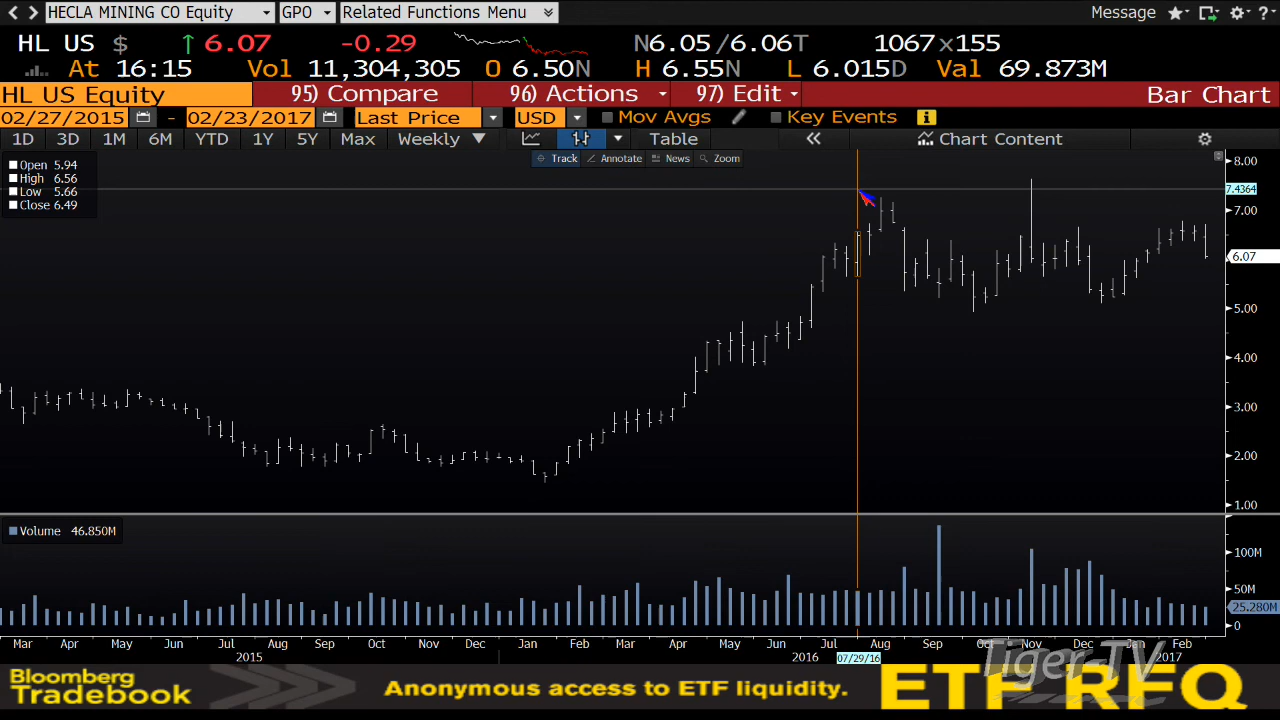 HECLA MINING CO Equity GPO Related Functions Menu Message ?
HL US $ ↑ 6.07 -0.29 N6.05/6.06T 1067x155
At 16:15 Vol 11,304,305 O 6.50N H 6.55N L 6.015D Val 69.873M
HL US Equity 95) Compare 96) Actions 97) Edit Bar Chart
02/27/2015 - 02/23/2017 Last Price USD Mov Avgs Key Events i
1D 3D 1M 6M YTD 1Y 5Y Max Weekly ▼ Table « Chart Content
Track Annotate News Zoom
Open 5.94
High 6.56
Low 5.66
Close 6.49
8.00
7.4364
7.00
6.07
5.00
4.00
3.00
2.00
1.00
Volume 46.850M
100M
50M
25.280M
0
Mar Apr May Jun Jul Aug Sep Oct Nov Dec Jan Feb Mar Apr May Jun Jul Aug Sep Oct Nov Dec Jan Feb
2015 2016 07/29/16 2017
Tiger-TV
Bloomberg
Tradebook
Anonymous access to ETF liquidity.
ETF RFQ